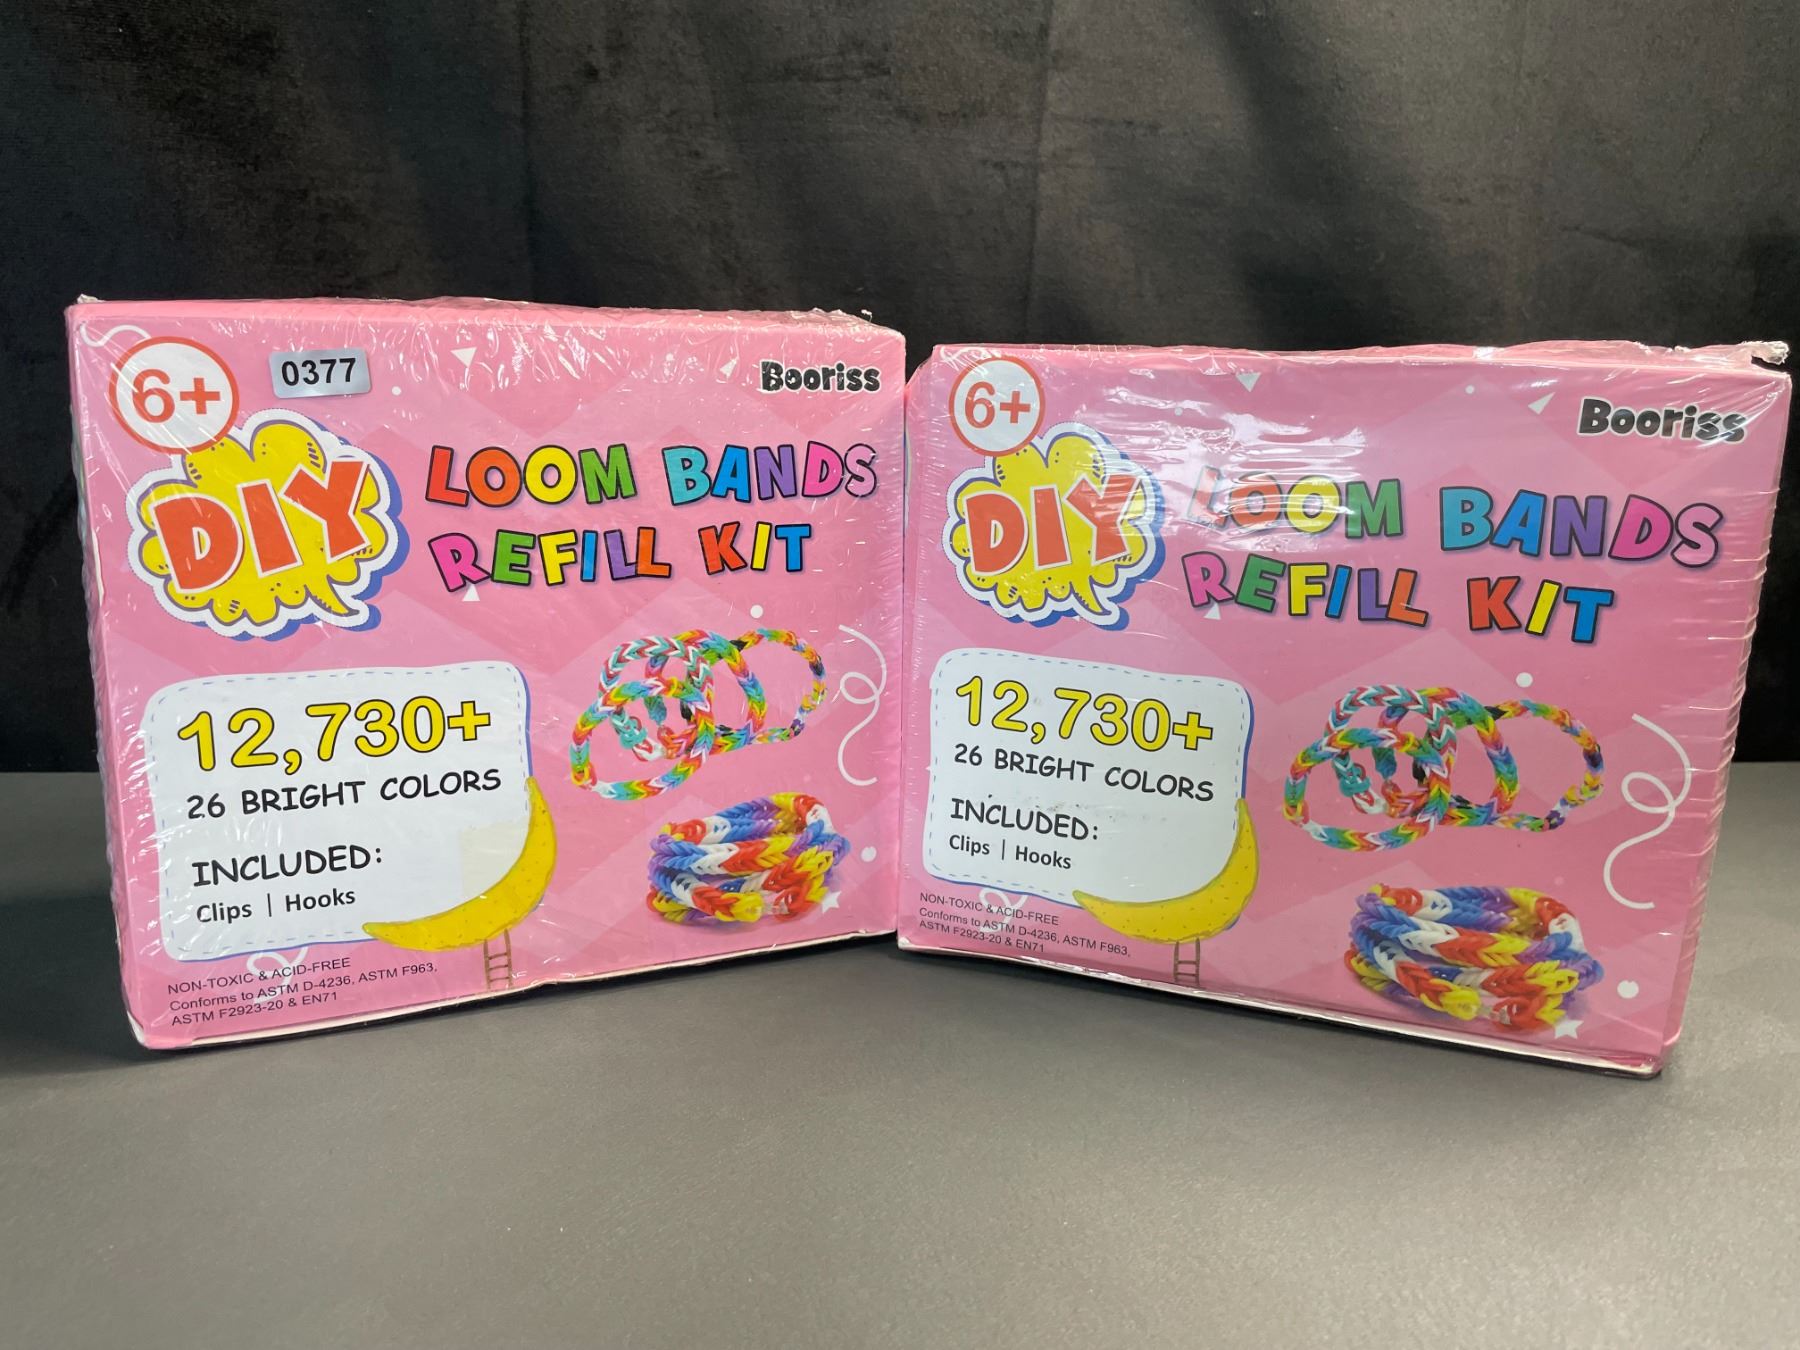 6+
0377
Booriss
DIY
LOOM BANDS
REFILL KIT
12,730+
26 BRIGHT COLORS
INCLUDED:
Clips | Hooks
NON-TOXIC & ACID-FREE
Conforms to ASTM D-4236, ASTM F963,
ASTM F2923-20 & EN71
6+
Booriss
DIY
LOOM BANDS
REFILL KIT
12,730+
26 BRIGHT COLORS
INCLUDED:
Clips | Hooks
NON-TOXIC & ACID-FREE
Conforms to ASTM D-4236, ASTM F963,
ASTM F2923-20 & EN71